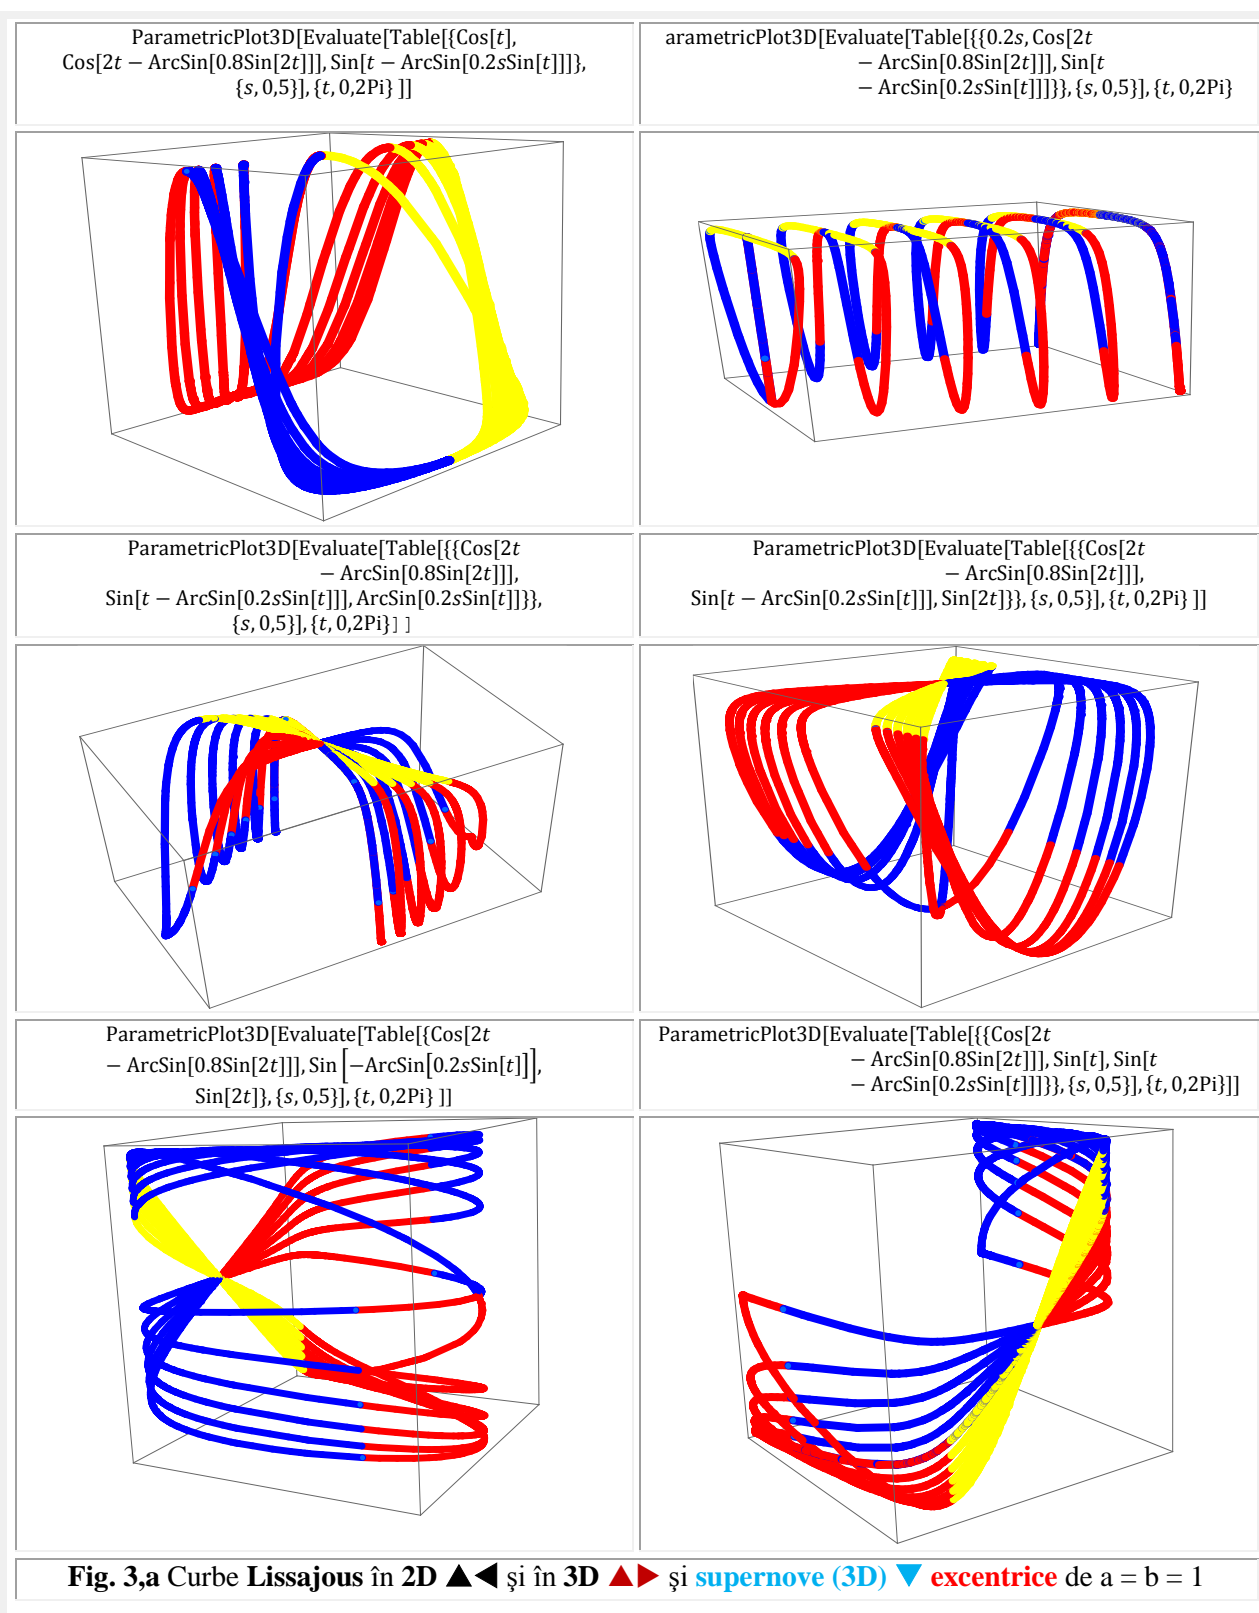 ParametricPlot3D[Evaluate[Table[{Cos[t],
Cos[2t − ArcSin[0.8Sin[2t]]], Sin[t − ArcSin[0.2sSin[t]]]},
{s, 0,5}], {t, 0,2Pi} ]]
arametricPlot3D[Evaluate[Table[{{0.2s, Cos[2t
− ArcSin[0.8Sin[2t]]], Sin[t
− ArcSin[0.2sSin[t]]]}}, {s, 0,5}], {t, 0,2Pi}
ParametricPlot3D[Evaluate[Table[{{Cos[2t
− ArcSin[0.8Sin[2t]]],
Sin[t − ArcSin[0.2sSin[t]]], ArcSin[0.2sSin[t]]}},
{s, 0,5}], {t, 0,2Pi}] ]
ParametricPlot3D[Evaluate[Table[{{Cos[2t
− ArcSin[0.8Sin[2t]]],
Sin[t − ArcSin[0.2sSin[t]]], Sin[2t]}}, {s, 0,5}], {t, 0,2Pi} ]]
ParametricPlot3D[Evaluate[Table[{Cos[2t
− ArcSin[0.8Sin[2t]]], Sin [−ArcSin[0.2sSin[t]]],
Sin[2t]}, {s, 0,5}], {t, 0,2Pi} ]]
ParametricPlot3D[Evaluate[Table[{{Cos[2t
− ArcSin[0.8Sin[2t]]], Sin[t], Sin[t
− ArcSin[0.2sSin[t]]]}}, {s, 0,5}], {t, 0,2Pi}]]
Fig. 3,a Curbe Lissajous în 2D ▲◀ şi în 3D ▲▶ şi supernove (3D) ▼ excentrice de a = b = 1